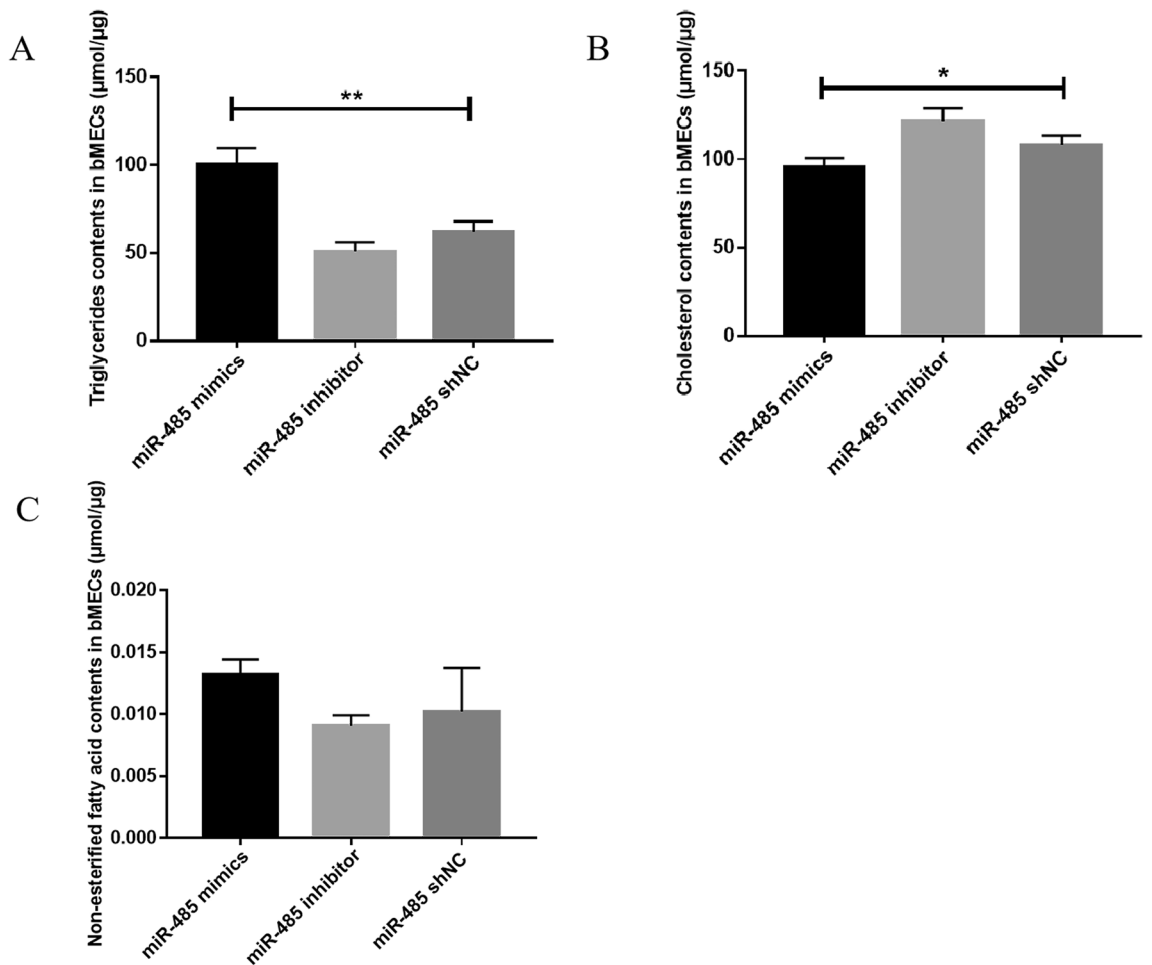 A
Triglycerides contents in bMECs (μmol/μg)
150
100
50
0
**
miR-485 mimics
miR-485 inhibitor
miR-485 shNC
B
Cholesterol contents in bMECs (μmol/μg)
150
100
50
0
*
miR-485 mimics
miR-485 inhibitor
miR-485 shNC
C
Non-esterified fatty acid contents in bMECs (μmol/μg)
0.020
0.015
0.010
0.005
0.000
miR-485 mimics
miR-485 inhibitor
miR-485 shNC